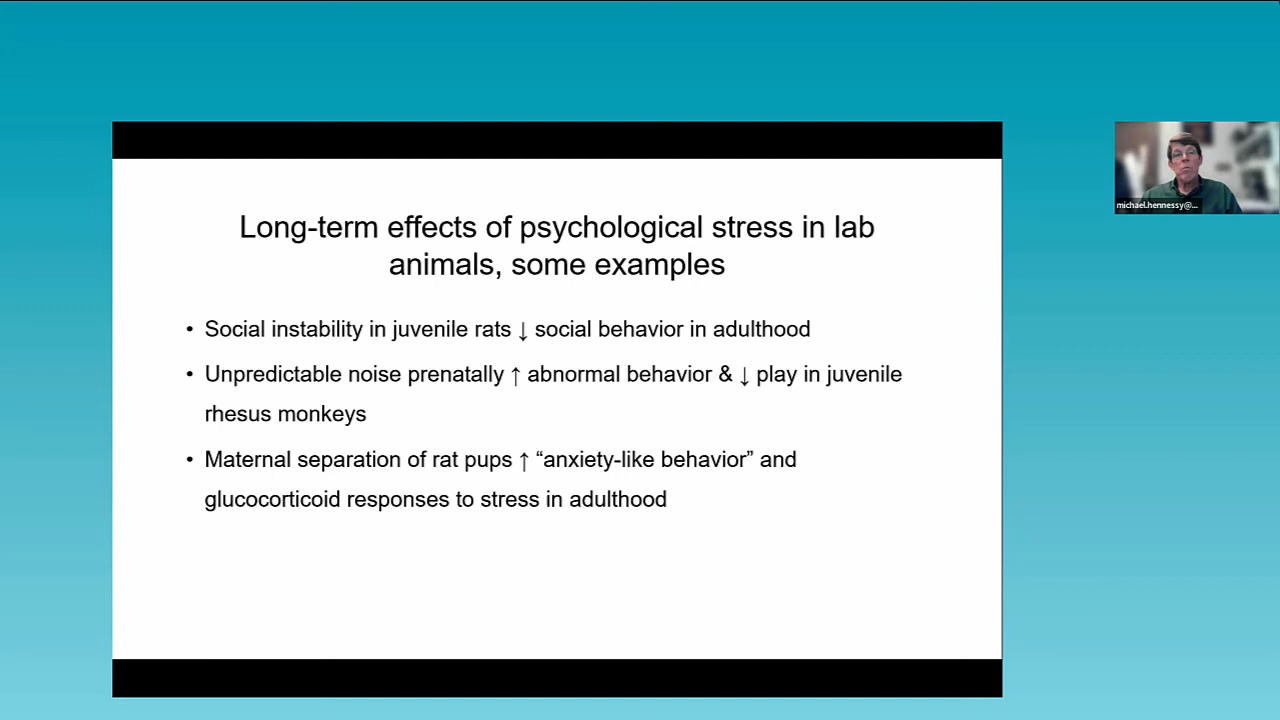 Long-term effects of psychological stress in lab
animals, some examples
• Social instability in juvenile rats ↓ social behavior in adulthood
• Unpredictable noise prenatally ↑ abnormal behavior & ↓ play in juvenile
rhesus monkeys
• Maternal separation of rat pups ↑ “anxiety-like behavior” and
glucocorticoid responses to stress in adulthood
michael.hennessy@...